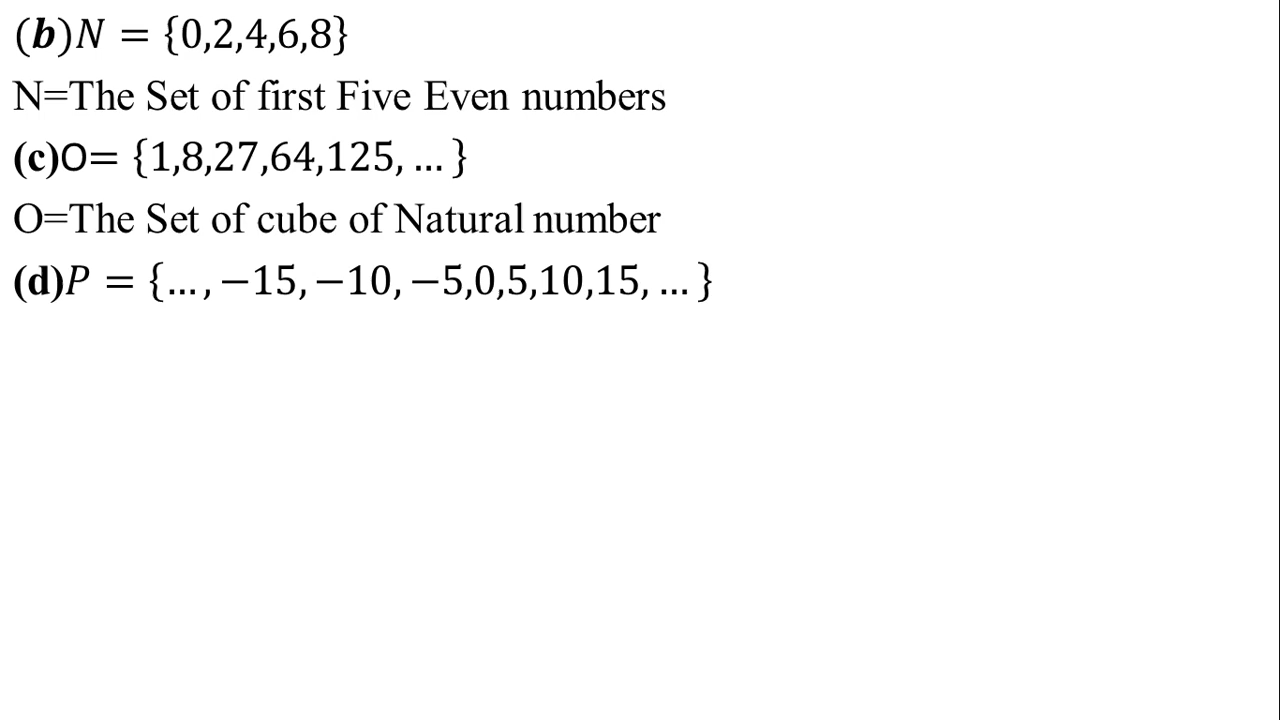 (b)N = {0,2,4,6,8}
N=The Set of first Five Even numbers
(c)O= {1,8,27,64,125, ... }
O=The Set of cube of Natural number
(d)P = {... , −15, −10, −5,0,5,10,15, ... }